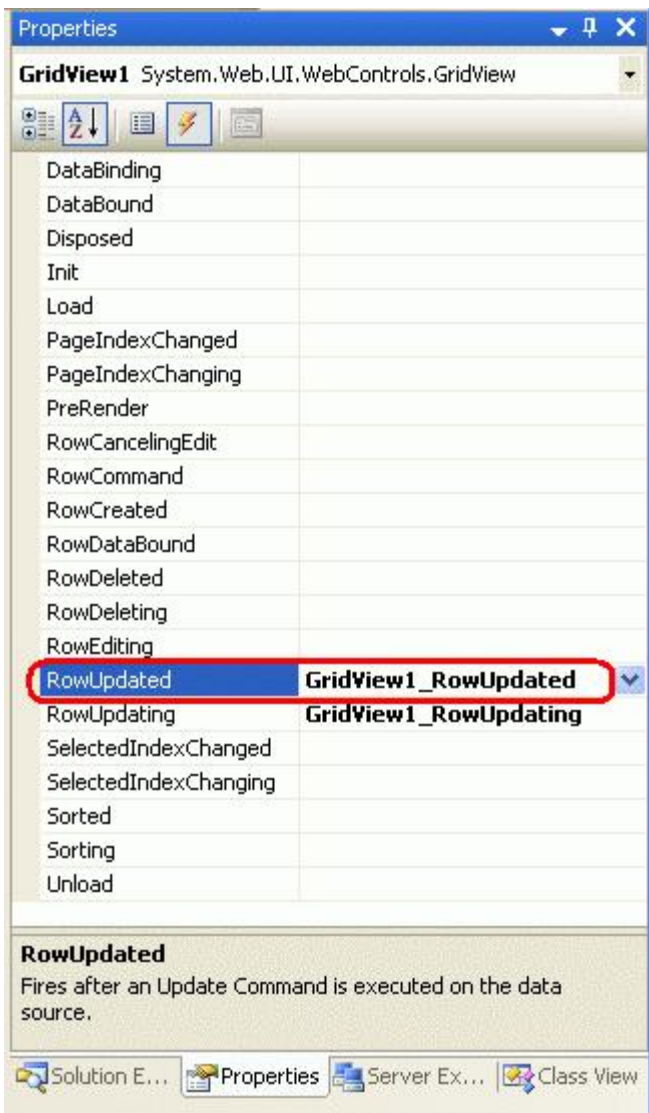 Properties
GridView1 System.Web.UI.WebControls.GridView
A
Z
DataBinding
DataBound
Disposed
Init
Load
PageIndexChanged
PageIndexChanging
PreRender
RowCancelingEdit
RowCommand
RowCreated
RowDataBound
RowDeleted
RowDeleting
RowEditing
RowUpdated GridView1_RowUpdated
RowUpdating GridView1_RowUpdating
SelectedIndexChanged
SelectedIndexChanging
Sorted
Sorting
Unload
RowUpdated
Fires after an Update Command is executed on the data
source.
Solution E... Properties Server Ex... Class View